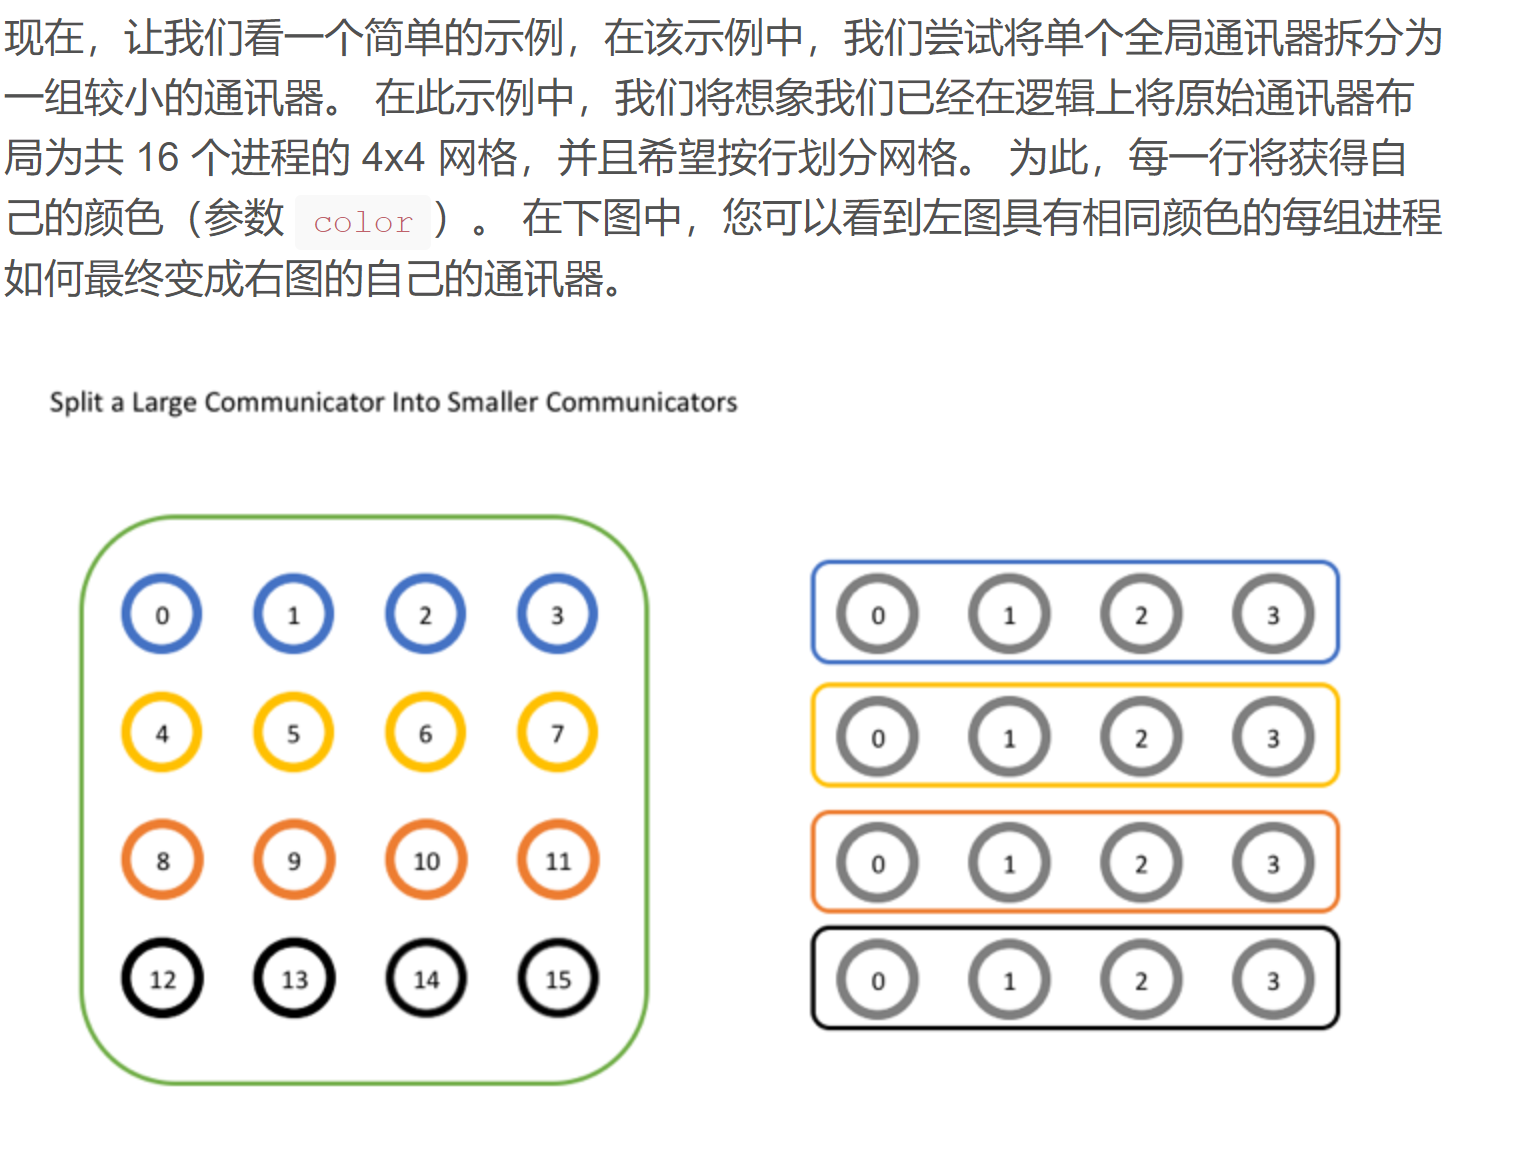 现在，让我们看一个简单的示例，在该示例中，我们尝试将单个全局通讯器拆分为
一组较小的通讯器。 在此示例中，我们将想象我们已经在逻辑上将原始通讯器布
局为共 16 个进程的 4x4 网格，并且希望按行划分网格。 为此，每一行将获得自
己的颜色（参数 color ）。 在下图中，您可以看到左图具有相同颜色的每组进程
如何最终变成右图的自己的通讯器。
Split a Large Communicator Into Smaller Communicators
0 1 2 3
4 5 6 7
8 9 10 11
12 13 14 15
0 1 2 3
0 1 2 3
0 1 2 3
0 1 2 3